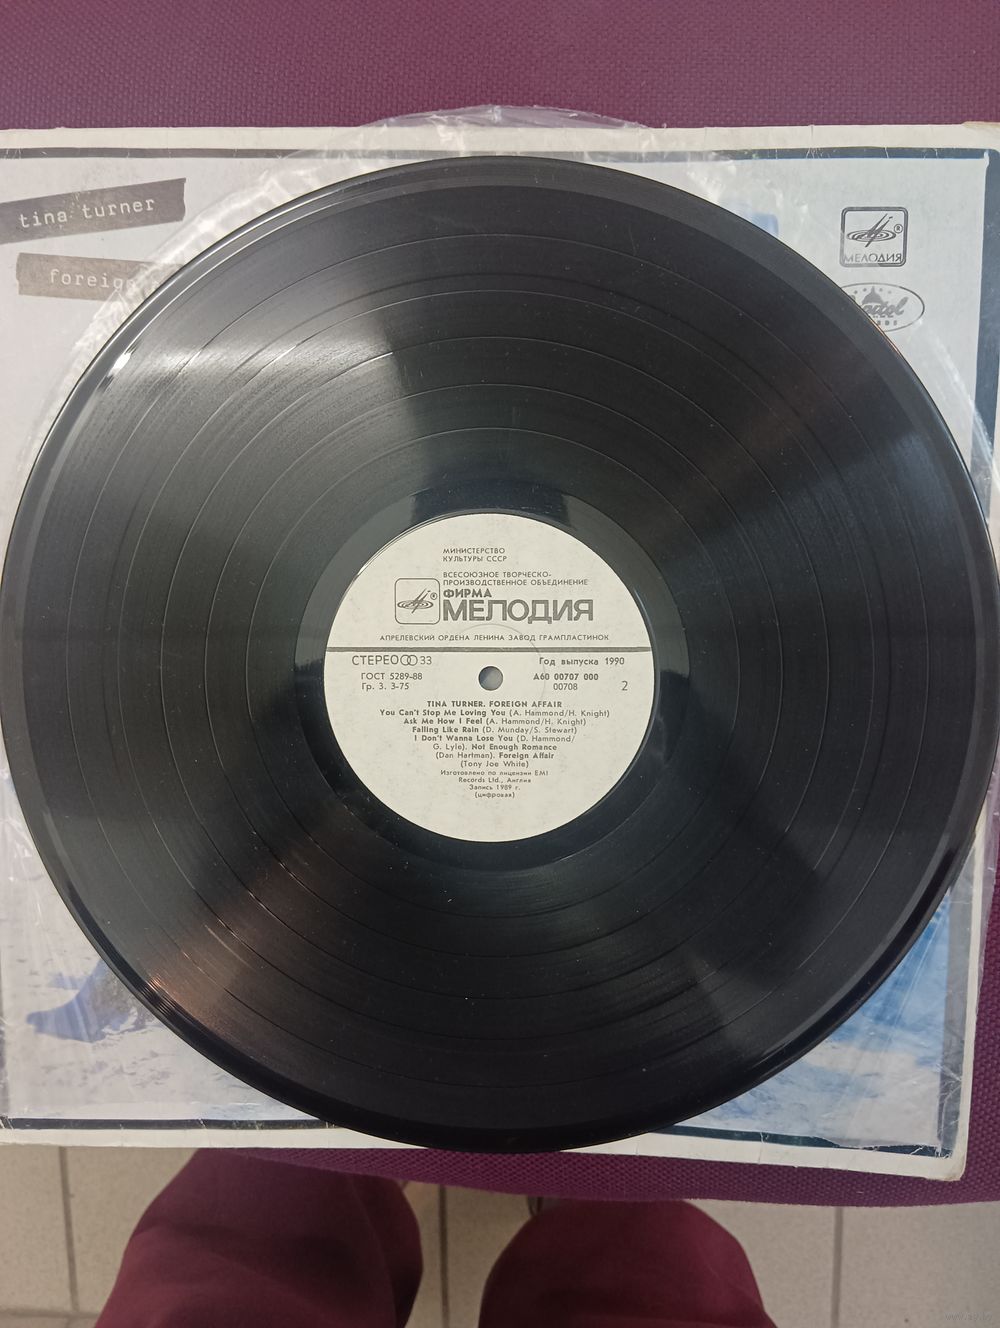 tina turner
foreign
МЕЛОДИЯ
МИНИСТЕРСТВО
КУЛЬТУРЫ СССР
ВСЕСОЮЗНОЕ ТВОРЧЕСКО-
ПРОИЗВОДСТВЕННОЕ ОБЪЕДИНЕНИЕ
ФИРМА
МЕЛОДИЯ
АПРЕЛЕВСКИЙ ОРДЕНА ЛЕНИНА ЗАВОД ГРАМПЛАСТИНОК
СТЕРЕО 33 Год выпуска 1990
ГОСТ 5289-88 А60 00707 000
Гр. 3. 3-75 00708 2
TINA TURNER. FOREIGN AFFAIR
You Can't Stop Me Loving You (A. Hammond/H. Knight)
Ask Me How I Feel (A. Hammond/H. Knight)
Falling Like Rain (D. Munday/S. Stewart)
I Don't Wanna Lose You (D. Hammond/
G. Lyle). Not Enough Romance
(Dan Hartman). Foreign Affair
(Tony Joe White)
Изготовлено по лицензии EMI
Records Ltd., Англия
Запись 1989 г.
(цифровая)